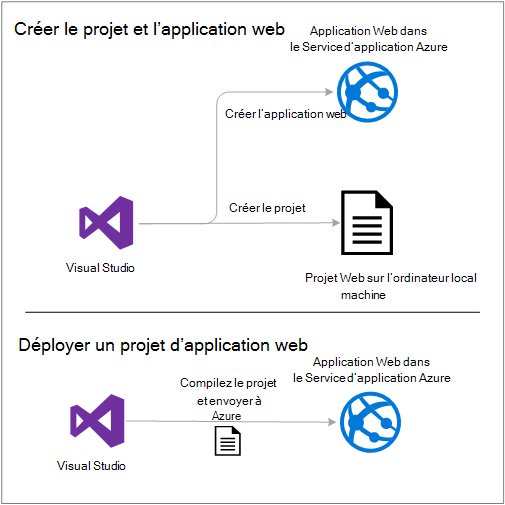 Créer le projet et l'application web
Application Web dans
le Service d'application Azure
Créer l'application web
Créer le projet
Visual Studio
Projet Web sur l'ordinateur local
machine
Déployer un projet d'application web
Application Web dans
le Service d'application Azure
Compilez le projet
et envoyer à
Azure
Visual Studio